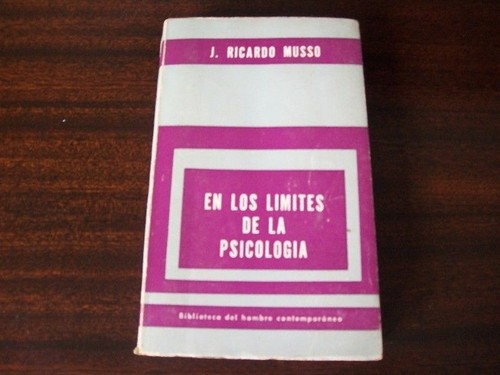 J. RICARDO MUSSO
EN LOS LIMITES
DE LA
PSICOLOGIA
Biblioteca del hombre contemporáneo